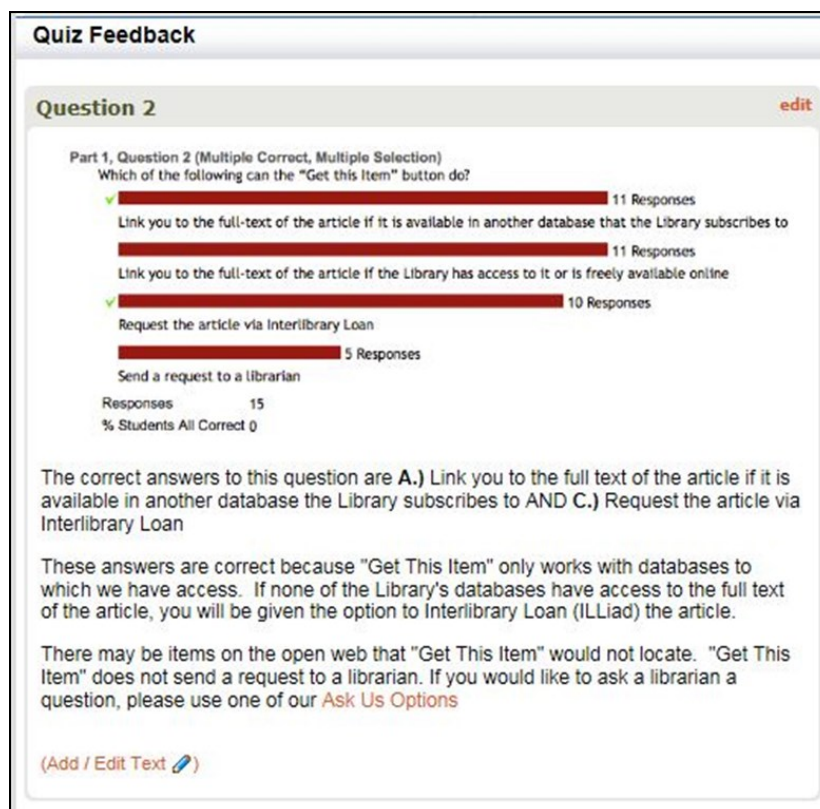 Quiz Feedback
Question 2
edit
Part 1, Question 2 (Multiple Correct, Multiple Selection)
Which of the following can the "Get this Item" button do?
11 Responses
Link you to the full-text of the article if it is available in another database that the Library subscribes to
11 Responses
Link you to the full-text of the article if the Library has access to it or is freely available online
10 Responses
Request the article via Interlibrary Loan
5 Responses
Send a request to a librarian
Responses 15
% Students All Correct 0
The correct answers to this question are A.) Link you to the full text of the article if it is
available in another database the Library subscribes to AND C.) Request the article via
Interlibrary Loan
These answers are correct because "Get This Item" only works with databases to
which we have access. If none of the Library's databases have access to the full text
of the article, you will be given the option to Interlibrary Loan (ILLiad) the article.
There may be items on the open web that "Get This Item" would not locate. "Get This
Item" does not send a request to a librarian. If you would like to ask a librarian a
question, please use one of our Ask Us Options
(Add / Edit Text )